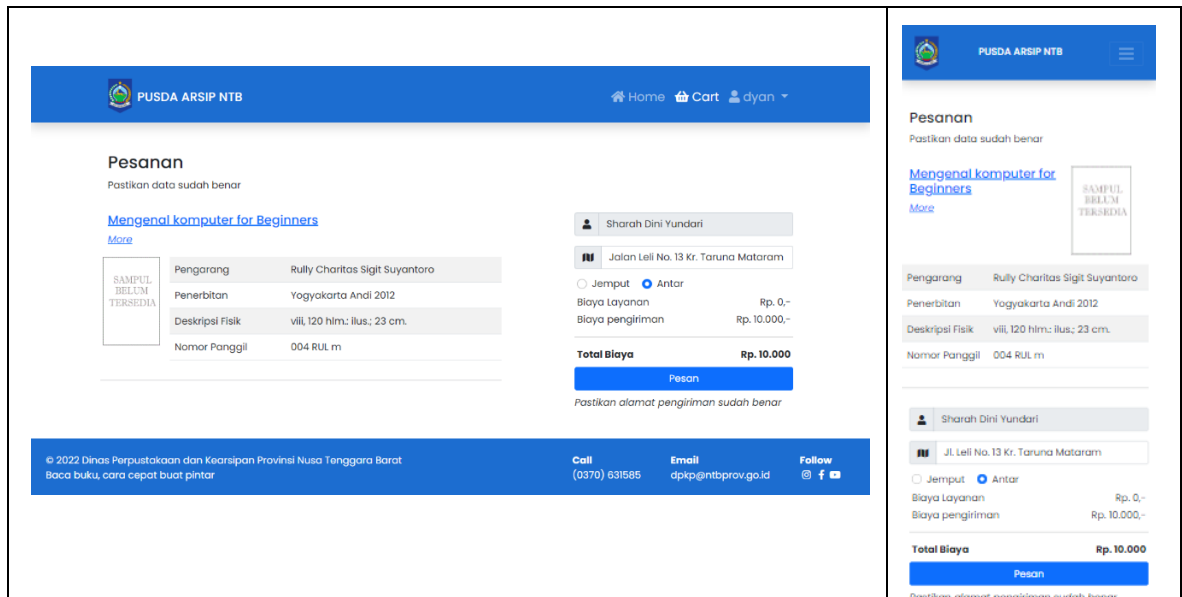 PUSDA ARSIP NTB
Home Cart dyan
Pesanan
Pastikan data sudah benar
Mengenal komputer for Beginners
More
SAMPUL
BELUM
TERSEDIA
Pengarang Rully Charitas Sigit Suyantoro
Penerbitan Yogyakarta Andi 2012
Deskripsi Fisik viii, 120 hlm.: ilus.; 23 cm.
Nomor Panggil 004 RUL m
Sharah Dini Yundari
Jalan Leli No. 13 Kr. Taruna Mataram
Jemput Antar
Biaya Layanan Rp. 0,-
Biaya pengiriman Rp. 10.000,-
Total Biaya Rp. 10.000
Pesan
Pastikan alamat pengiriman sudah benar
© 2022 Dinas Perpustakaan dan Kearsipan Provinsi Nusa Tenggara Barat
Baca buku, cara cepat buat pintar
Call Email Follow
(0370) 631585 dpkp@ntbprov.go.id
PUSDA ARSIP NTB
Pesanan
Pastikan data sudah benar
Mengenal komputer for
Beginners
More
SAMPUL
BELUM
TERSEDIA
Pengarang Rully Charitas Sigit Suyantoro
Penerbitan Yogyakarta Andi 2012
Deskripsi Fisik viii, 120 hlm.: ilus.; 23 cm.
Nomor Panggil 004 RUL m
Sharah Dini Yundari
Jl. Leli No. 13 Kr. Taruna Mataram
Jemput Antar
Biaya Layanan Rp. 0,-
Biaya pengiriman Rp. 10.000,-
Total Biaya Rp. 10.000
Pesan
Pastikan alamat pengiriman sudah benar